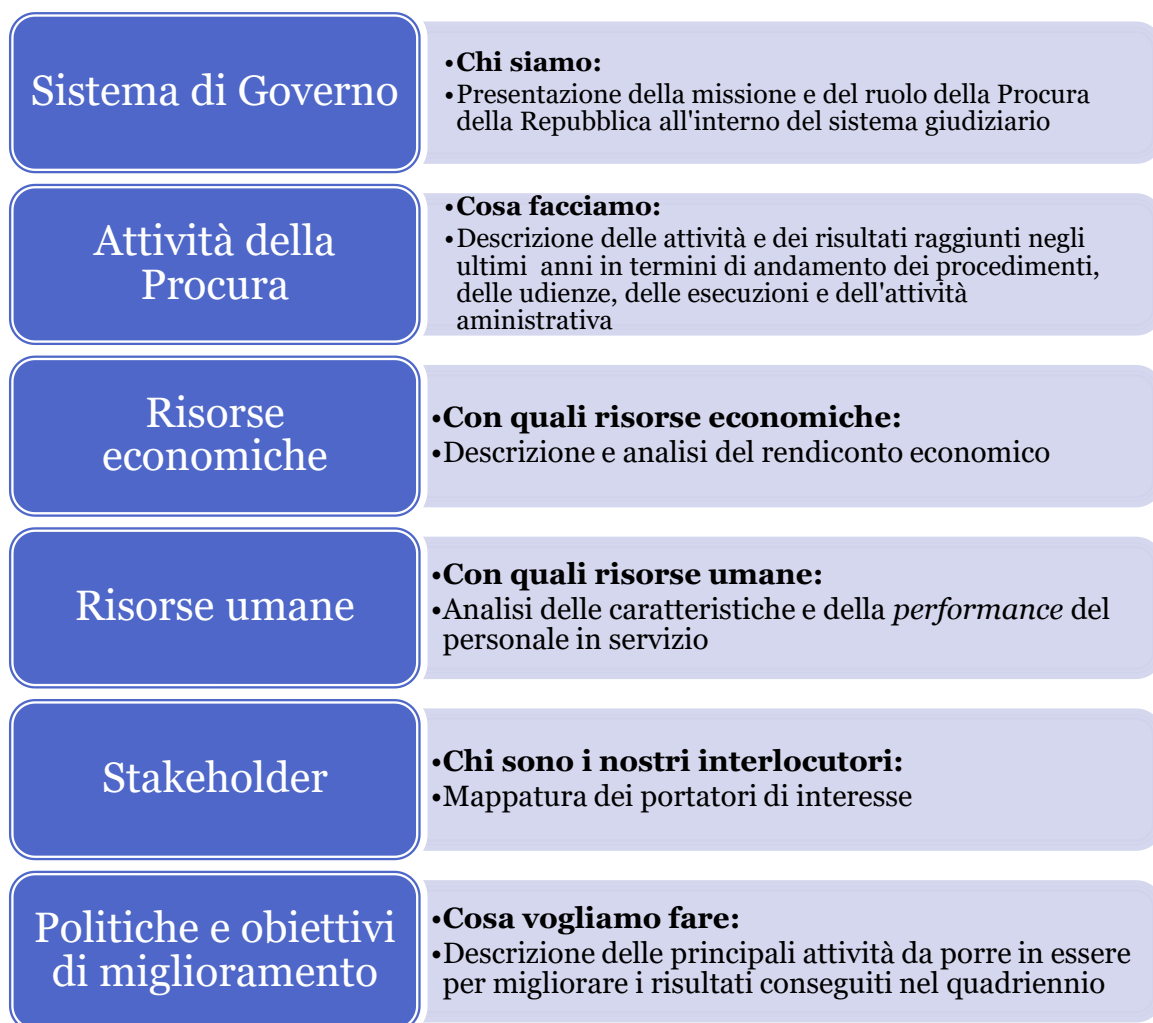 Sistema di Governo
•Chi siamo:
•Presentazione della missione e del ruolo della Procura
della Repubblica all'interno del sistema giudiziario
Attività della
Procura
•Cosa facciamo:
•Descrizione delle attività e dei risultati raggiunti negli
ultimi anni in termini di andamento dei procedimenti,
delle udienze, delle esecuzioni e dell'attività
aministrativa
Risorse
economiche
•Con quali risorse economiche:
•Descrizione e analisi del rendiconto economico
Risorse umane
•Con quali risorse umane:
•Analisi delle caratteristiche e della performance del
personale in servizio
Stakeholder
•Chi sono i nostri interlocutori:
•Mappatura dei portatori di interesse
Politiche e obiettivi
di miglioramento
•Cosa vogliamo fare:
•Descrizione delle principali attività da porre in essere
per migliorare i risultati conseguiti nel quadriennio